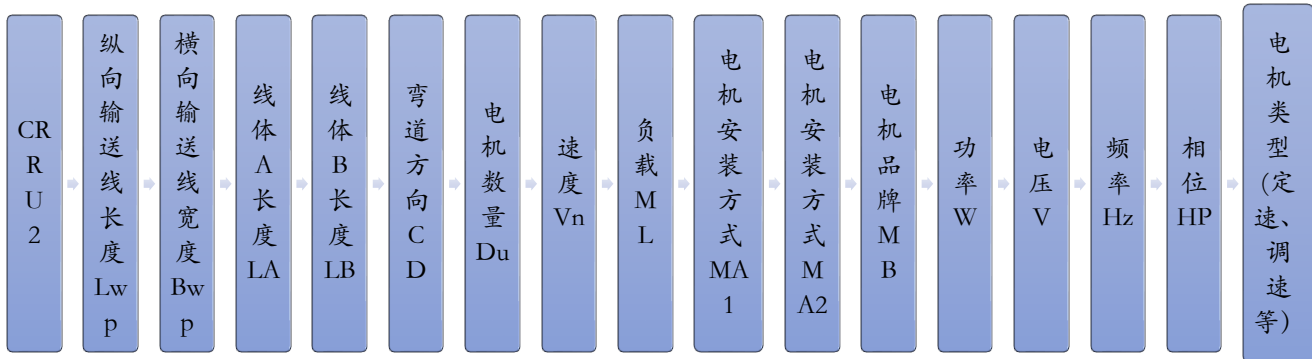 CRRU2
纵向输送线长度Lwp
横向输送线宽度Bwp
线体A长度LA
线体B长度LB
弯道方向CD
电机数量Du
速度Vn
负载ML
电机安装方式MA1
电机安装方式MA2
电机品牌MB
功率W
电压V
频率Hz
相位HP
电机类型(定速、调速等)